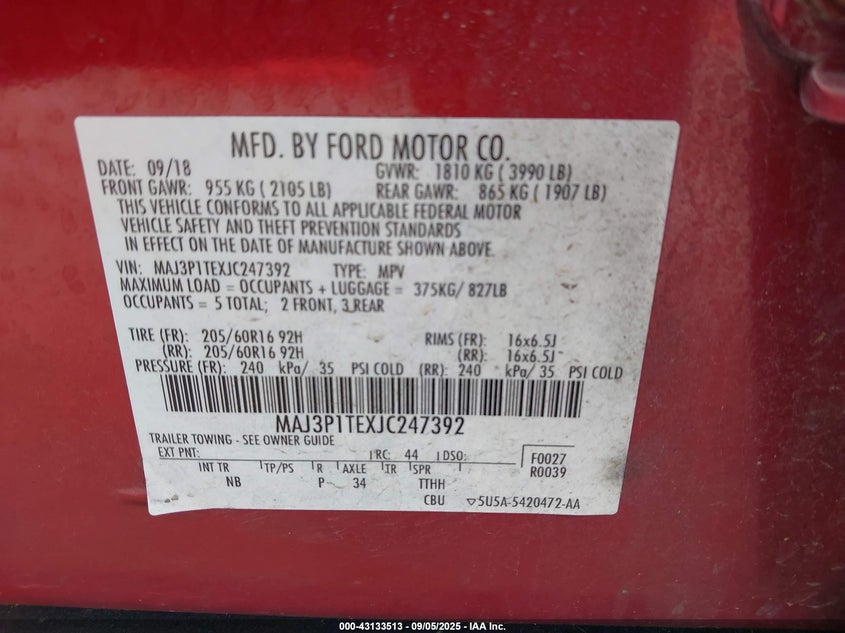 MFD. BY FORD MOTOR CO.
DATE: 09/18 GVWR: 1810 KG ( 3990 LB)
FRONT GAWR: 955 KG ( 2105 LB) REAR GAWR: 865 KG ( 1907 LB)
THIS VEHICLE CONFORMS TO ALL APPLICABLE FEDERAL MOTOR
VEHICLE SAFETY AND THEFT PREVENTION STANDARDS
IN EFFECT ON THE DATE OF MANUFACTURE SHOWN ABOVE.
VIN: MAJ3P1TEXJC247392 TYPE: MPV
MAXIMUM LOAD = OCCUPANTS + LUGGAGE = 375KG/ 827LB
OCCUPANTS = 5 TOTAL; 2 FRONT, 3 REAR
TIRE (FR): 205/60R16 92H RIMS (FR): 16x6.5J
(RR): 205/60R16 92H (RR): 16x6.5J
PRESSURE (FR): 240 kPa/ 35 PSI COLD (RR): 240 kPa/ 35 PSI COLD
MAJ3P1TEXJC247392
TRAILER TOWING - SEE OWNER GUIDE
EXT PNT: RC: 44 DSO: F0027
R0039
INT TR TP/PS R AXLE TR SPR
NB P 34 TTHH
CBU 5U5A-5420472-AA
000-43133513 - 09/05/2025 - IAA Inc.